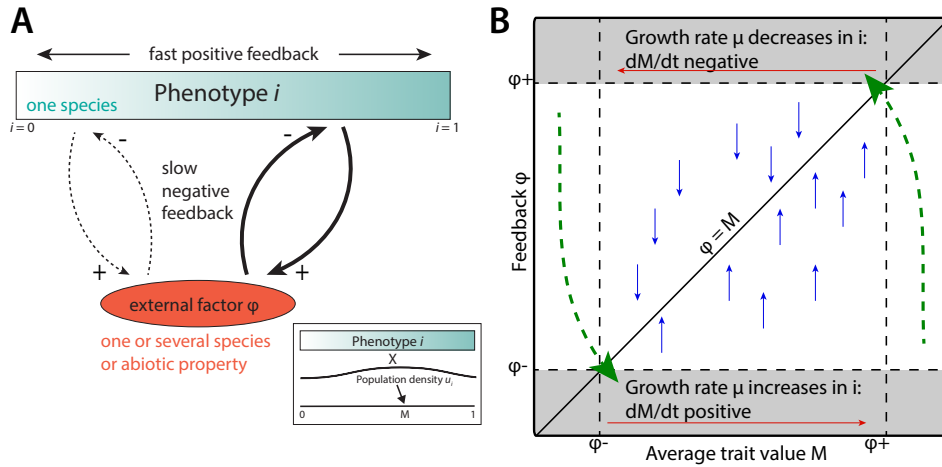 A
fast positive feedback
Phenotype i
one species
i = 0
i = 1
-
-
slow
negative
feedback
+
+
external factor φ
one or several species
or abiotic property
Phenotype i
X
Population density uᵢ
0
M
1
B
Growth rate μ decreases in i:
dM/dt negative
φ+
Feedback φ
φ = M
φ-
Growth rate μ increases in i:
dM/dt positive
φ-
φ+
Average trait value M